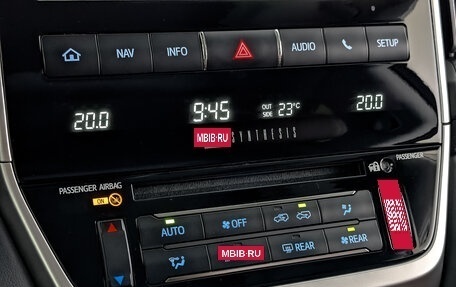 NAV INFO AUDIO SETUP
20.0 9:45 OUT SIDE 23°C 20.0
MBIB.RU SYNTHESIS
PASSENGER AIRBAG
ON
PASSENGER
AUTO OFF
MBIB.RU REAR REAR